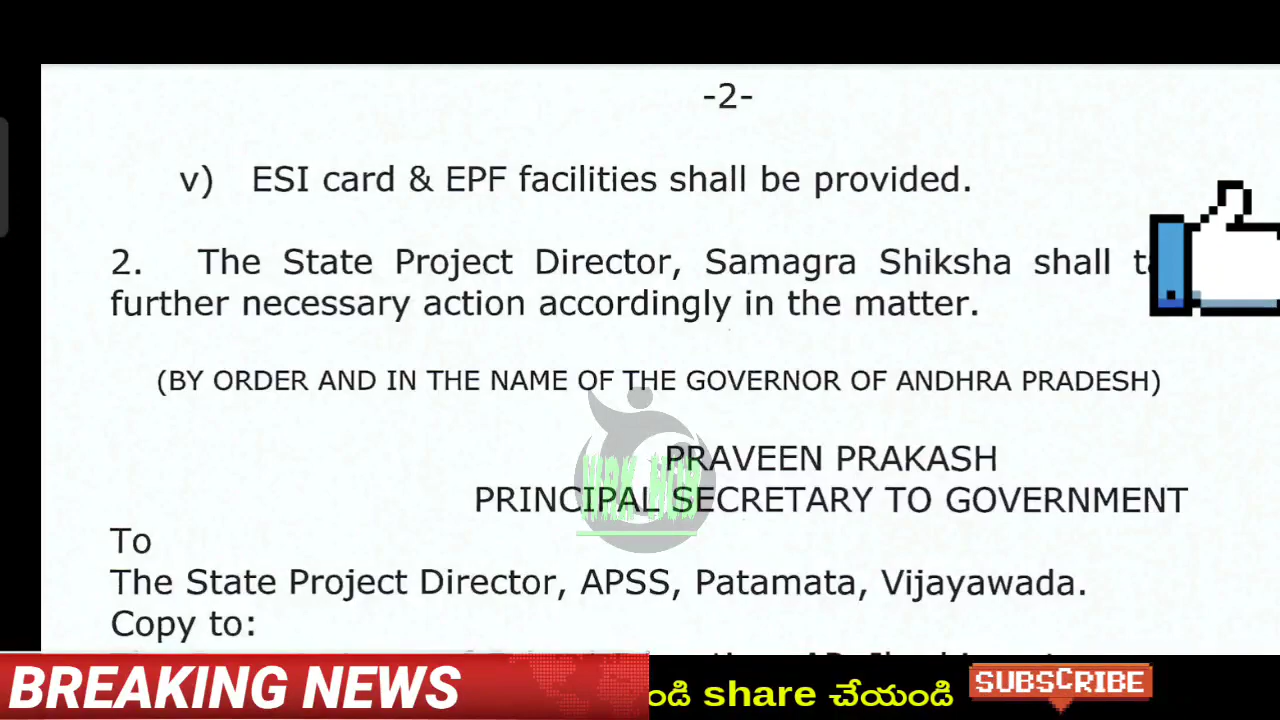 -2-
v) ESI card & EPF facilities shall be provided.
2. The State Project Director, Samagra Shiksha shall
further necessary action accordingly in the matter.
(BY ORDER AND IN THE NAME OF THE GOVERNOR OF ANDHRA PRADESH)
PRAVEEN PRAKASH
PRINCIPAL SECRETARY TO GOVERNMENT
To
The State Project Director, APSS, Patamata, Vijayawada.
Copy to:
BREAKING NEWS
share చేయండి
SUBSCRIBE